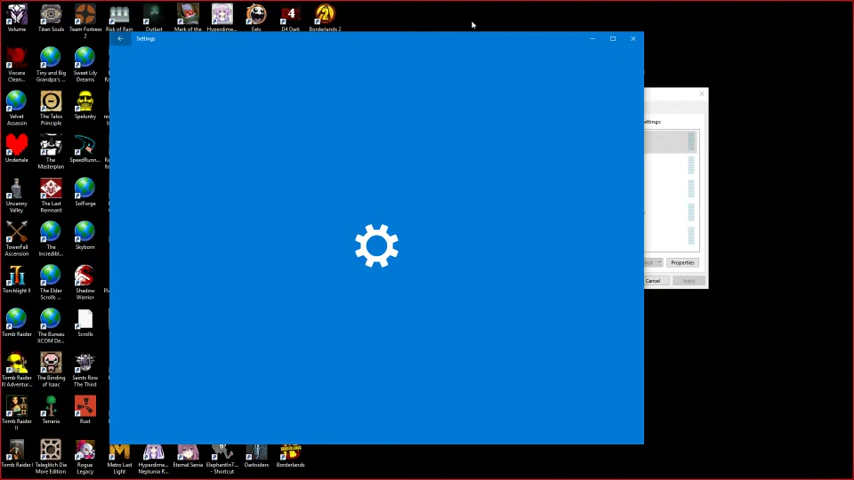 Volume
Titan Souls
Team Fortress
2
Risk of Rain
Outlast
Mark of the
Hyperdime...
Eets
D4 Dark
Borderlands 2
Settings
Viscera
Clean...
Tiny and Big
Grandpa's ...
Sweet Lily
Dreams
Velvet
Assassin
The Talos
Principle
Spelunky
ettings:
Undertale
The
Masterplan
SpeedRunn...
Uncanny
Valley
The Last
Remnant
SolForge
TowerFall
Ascension
The
Incredibl...
Skyborn
Properties
Cancel
Apply
Torchlight II
The Elder
Scrolls ...
Shadow
Warrior
Tomb Raider
The Bureau
XCOM De...
Scrolls
Tomb Raider
II Adventur...
The Binding
of Isaac
Saints Row
The Third
Tomb Raider
II
Terraria
Rust
Tomb Raider I
Teleglitch Die
More Edition
Rogue
Legacy
Metro Last
Light
Hyperdime...
Neptunia R...
Eternal Senia
ElephantInT...
- Shortcut
Darksiders
Borderlands